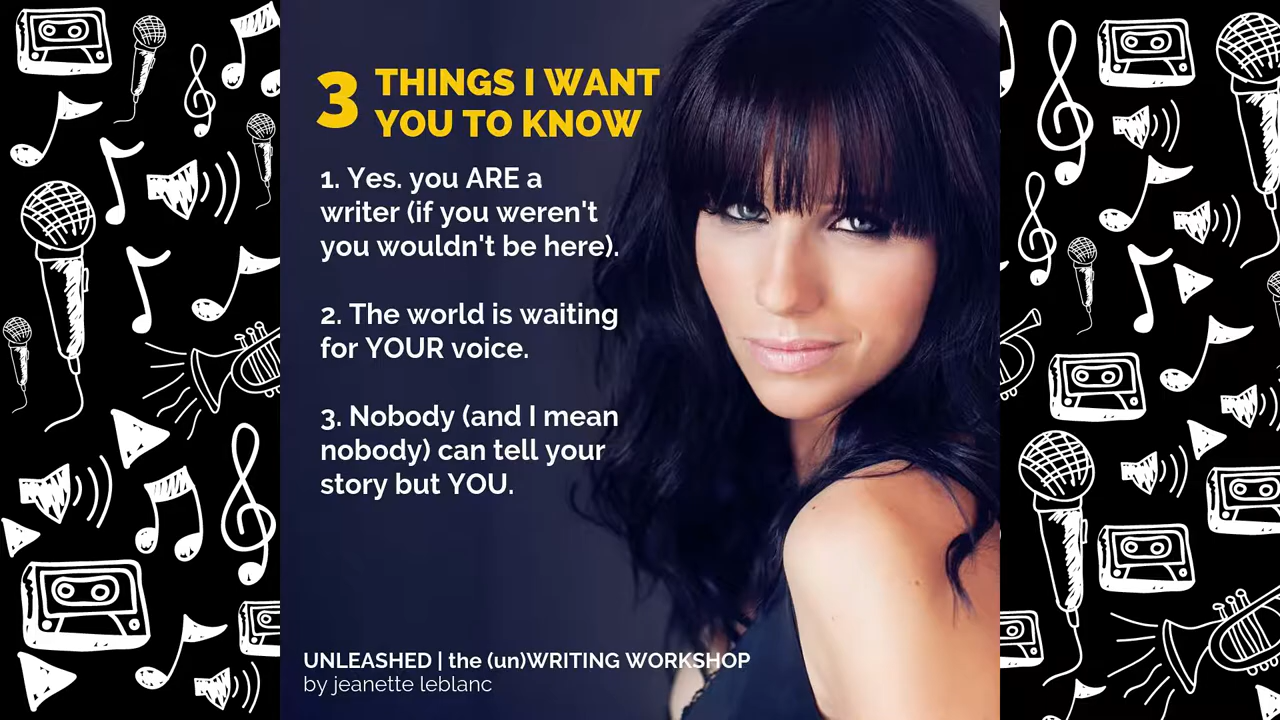 3 THINGS I WANT
YOU TO KNOW
1. Yes. you ARE a
writer (if you weren't
you wouldn't be here).
2. The world is waiting
for YOUR voice.
3. Nobody (and I mean
nobody) can tell your
story but YOU.
UNLEASHED | the (un)WRITING WORKSHOP
by jeanette leblanc